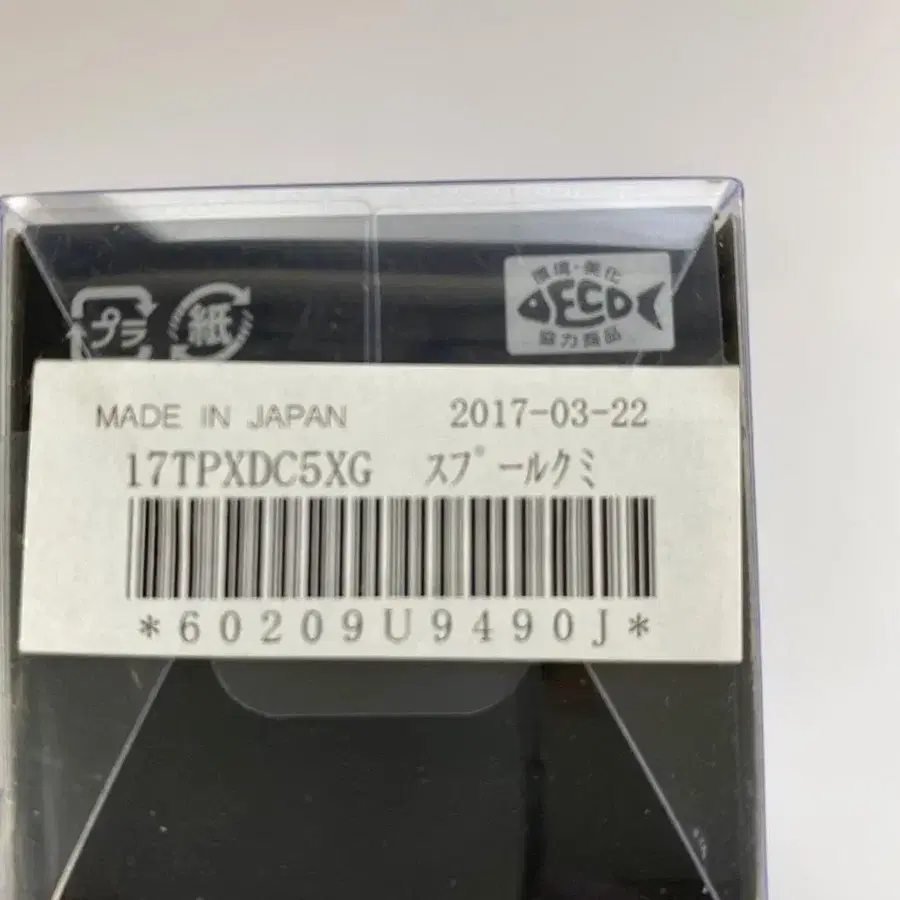 プラ
紙
環境・美化
ECO
協力商品
MADE IN JAPAN 2017-03-22
17TPXDC5XG ｽﾌﾟｰﾙｸﾐ
*60209U9490J*